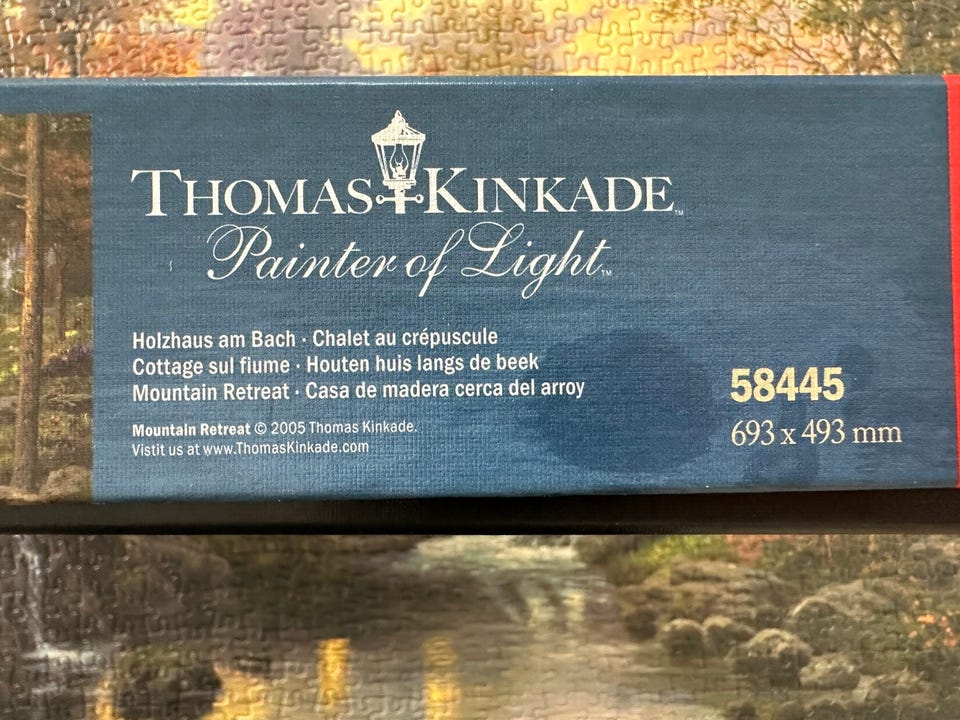 THOMAS KINKADE™
Painter of Light™
Holzhaus am Bach · Chalet au crépuscule
Cottage sul fiume · Houten huis langs de beek
Mountain Retreat · Casa de madera cerca del arroy
Mountain Retreat © 2005 Thomas Kinkade.
Vistit us at www.ThomasKinkade.com
58445
693 x 493 mm